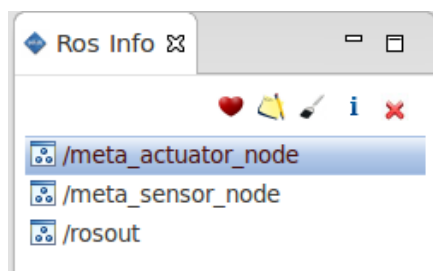 Ros Info
i
/meta_actuator_node
/meta_sensor_node
/rosout